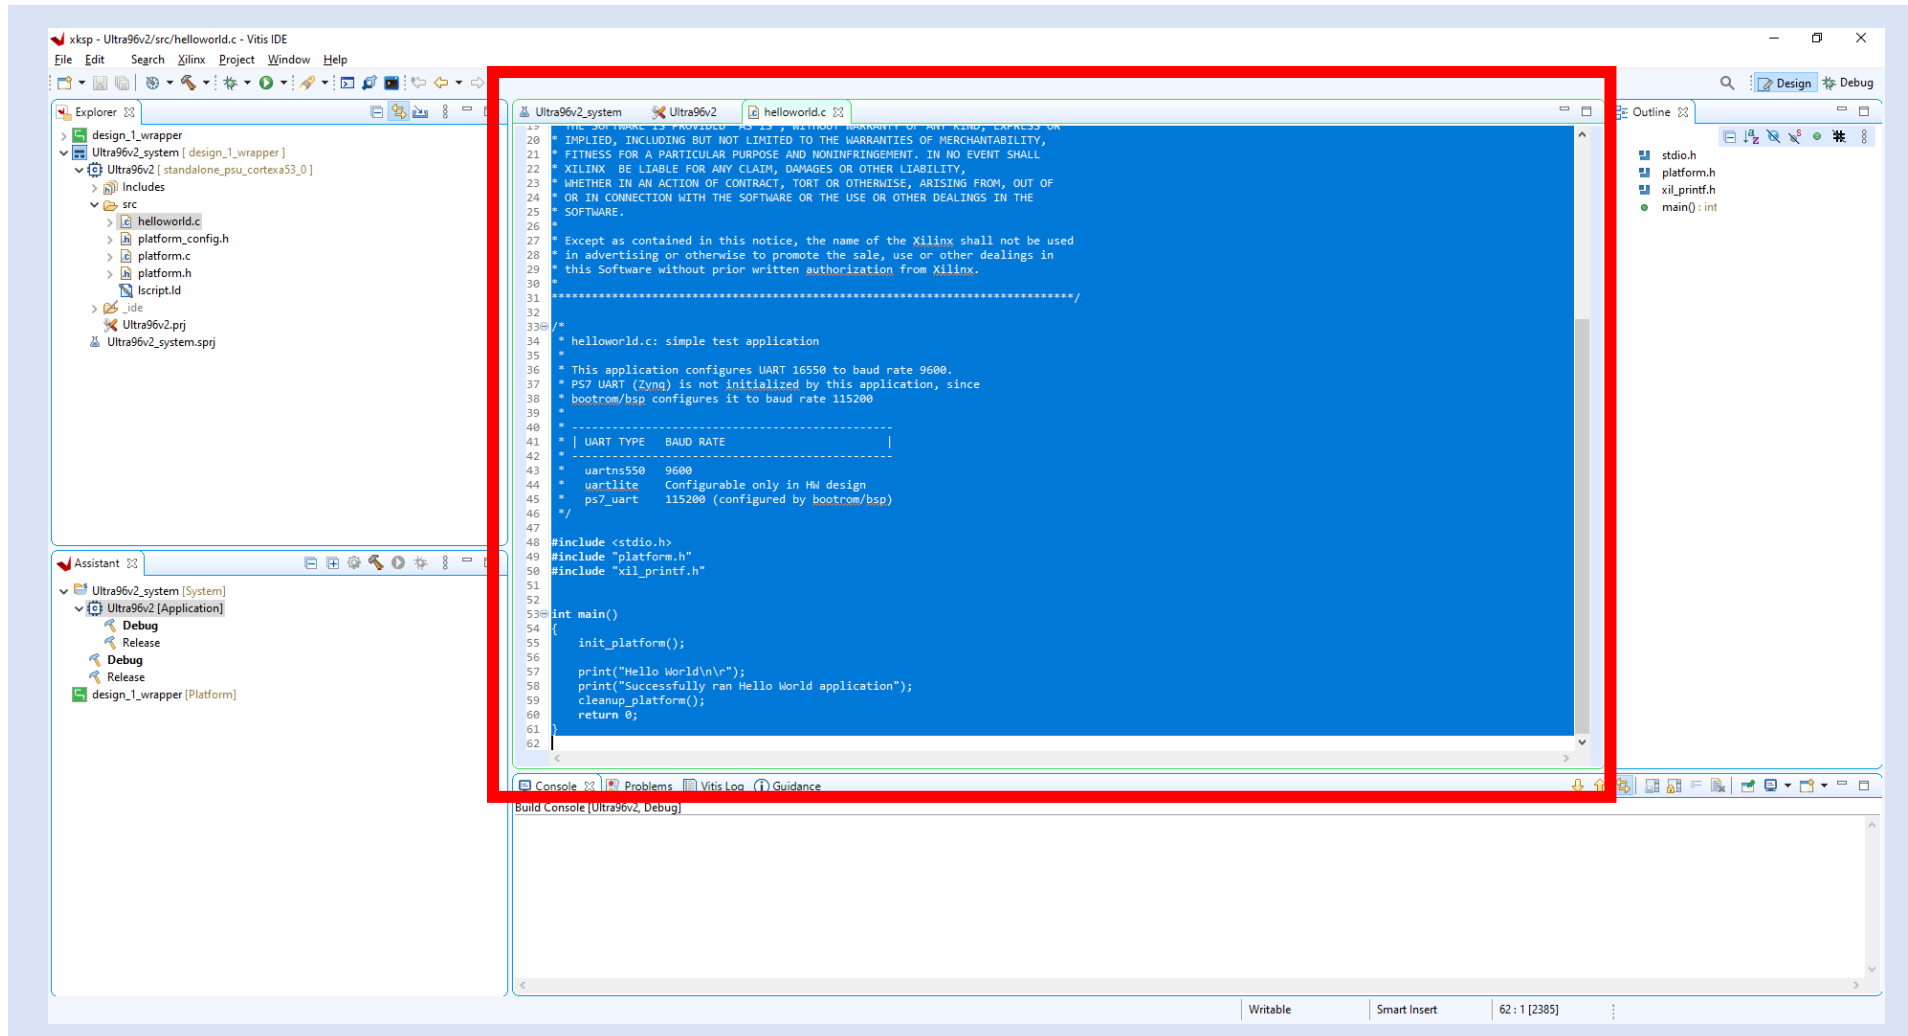 xksp - Ultra96v2/src/helloworld.c - Vitis IDE
File Edit Search Xilinx Project Window Help
Design Debug
Explorer
design_1_wrapper
Ultra96v2_system [ design_1_wrapper ]
Ultra96v2 [ standalone_psu_cortexa53_0 ]
Includes
src
helloworld.c
platform_config.h
platform.c
platform.h
lscript.ld
_ide
Ultra96v2.prj
Ultra96v2_system.sprj
Assistant
Ultra96v2_system [System]
Ultra96v2 [Application]
Debug
Release
Debug
Release
design_1_wrapper [Platform]
Ultra96v2_system Ultra96v2 helloworld.c
19 * THE SOFTWARE IS PROVIDED "AS IS", WITHOUT WARRANTY OF ANY KIND, EXPRESS OR
20 * IMPLIED, INCLUDING BUT NOT LIMITED TO THE WARRANTIES OF MERCHANTABILITY,
21 * FITNESS FOR A PARTICULAR PURPOSE AND NONINFRINGEMENT. IN NO EVENT SHALL
22 * XILINX  BE LIABLE FOR ANY CLAIM, DAMAGES OR OTHER LIABILITY,
23 * WHETHER IN AN ACTION OF CONTRACT, TORT OR OTHERWISE, ARISING FROM, OUT OF
24 * OR IN CONNECTION WITH THE SOFTWARE OR THE USE OR OTHER DEALINGS IN THE
25 * SOFTWARE.
26 *
27 * Except as contained in this notice, the name of the Xilinx shall not be used
28 * in advertising or otherwise to promote the sale, use or other dealings in
29 * this Software without prior written authorization from Xilinx.
30 *
31 ******************************************************************************/
32
33 /*
34 * helloworld.c: simple test application
35 *
36 * This application configures UART 16550 to baud rate 9600.
37 * PS7 UART (Zynq) is not initialized by this application, since
38 * bootrom/bsp configures it to baud rate 115200
39 *
40 * ------------------------------------------------
41 * | UART TYPE   BAUD RATE                        |
42 * ------------------------------------------------
43 *   uartns550   9600
44 *   uartlite    Configurable only in HW design
45 *   ps7_uart    115200 (configured by bootrom/bsp)
46 */
47
48 #include <stdio.h>
49 #include "platform.h"
50 #include "xil_printf.h"
51
52
53 int main()
54 {
55     init_platform();
56
57     print("Hello World\n\r");
58     print("Successfully ran Hello World application");
59     cleanup_platform();
60     return 0;
61 }
62
Outline
stdio.h
platform.h
xil_printf.h
main() : int
Console Problems Vitis Log Guidance
Build Console [Ultra96v2, Debug]
Writable Smart Insert 62 : 1 [2385]